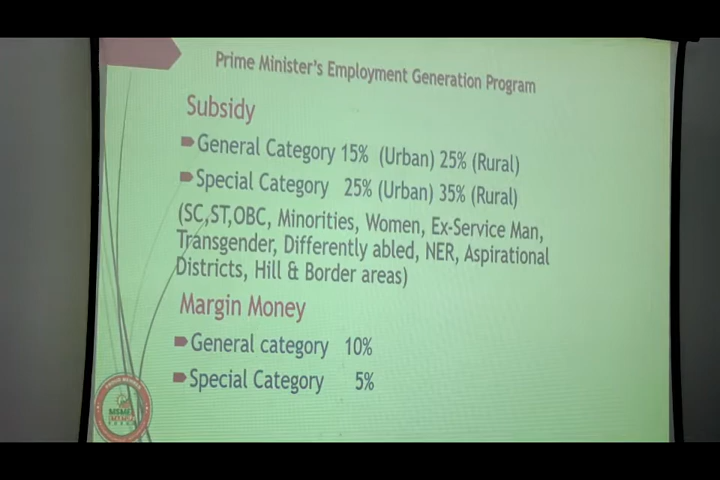 Prime Minister's Employment Generation Program
Subsidy
General Category 15% (Urban) 25% (Rural)
Special Category 25% (Urban) 35% (Rural)
(SC,ST,OBC, Minorities, Women, Ex-Service Man,
Transgender, Differently abled, NER, Aspirational
Districts, Hill & Border areas)
Margin Money
General category 10%
Special Category 5%
MSME